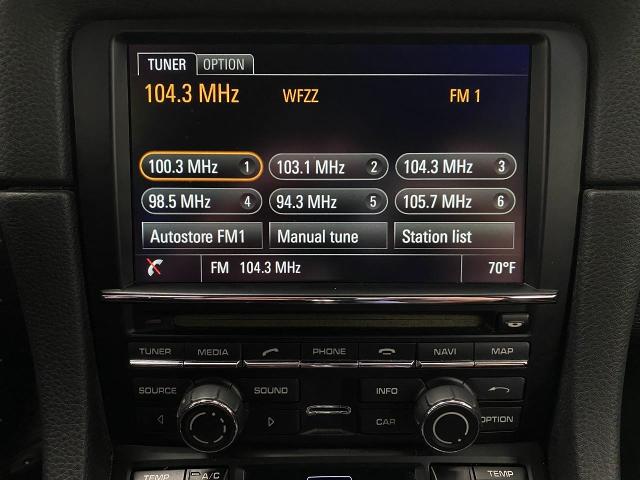 TUNER OPTION
104.3 MHz WFZZ FM 1
100.3 MHz 1 103.1 MHz 2 104.3 MHz 3
98.5 MHz 4 94.3 MHz 5 105.7 MHz 6
Autostore FM1 Manual tune Station list
FM 104.3 MHz 70°F
TUNER MEDIA PHONE NAVI MAP
SOURCE SOUND INFO
CAR OPTION
TEMP A/C TEMP